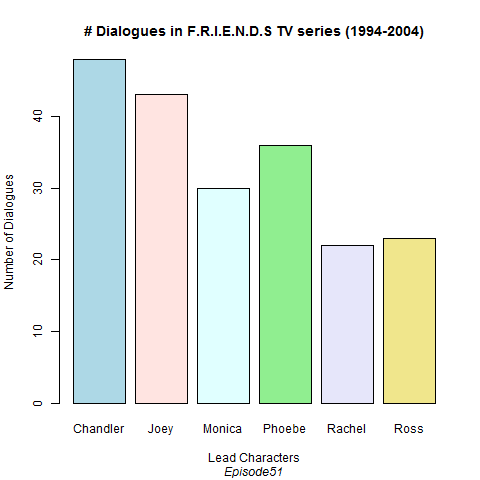 # Dialogues in F.R.I.E.N.D.S TV series (1994-2004)
Number of Dialogues
40
30
20
10
0
Chandler Joey Monica Phoebe Rachel Ross
Lead Characters
Episode51